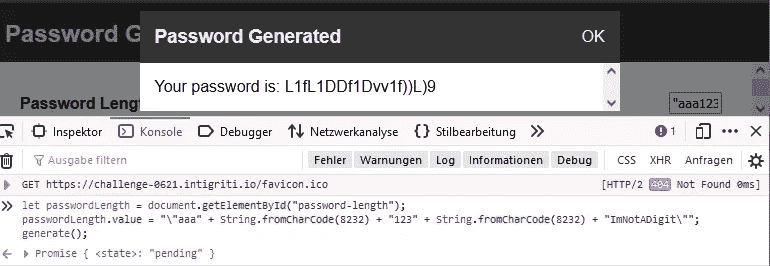 Password G
Password Generated
OK
Your password is: L1fL1DDf1Dvv1f))L)9
Password Leng
"aaa123
Inspektor Konsole Debugger Netzwerkanalyse {} Stilbearbeitung 1
Ausgabe filtern Fehler Warnungen Log Informationen Debug CSS XHR Anfragen
GET https://challenge-0621.intigriti.io/favicon.ico [HTTP/2 404 Not Found 0ms]
let passwordLength = document.getElementById("password-length");
passwordLength.value = "\"aaa" + String.fromCharCode(8232) + "123" + String.fromCharCode(8232) + "ImNotADigit\"";
generate();
Promise { <state>: "pending" }